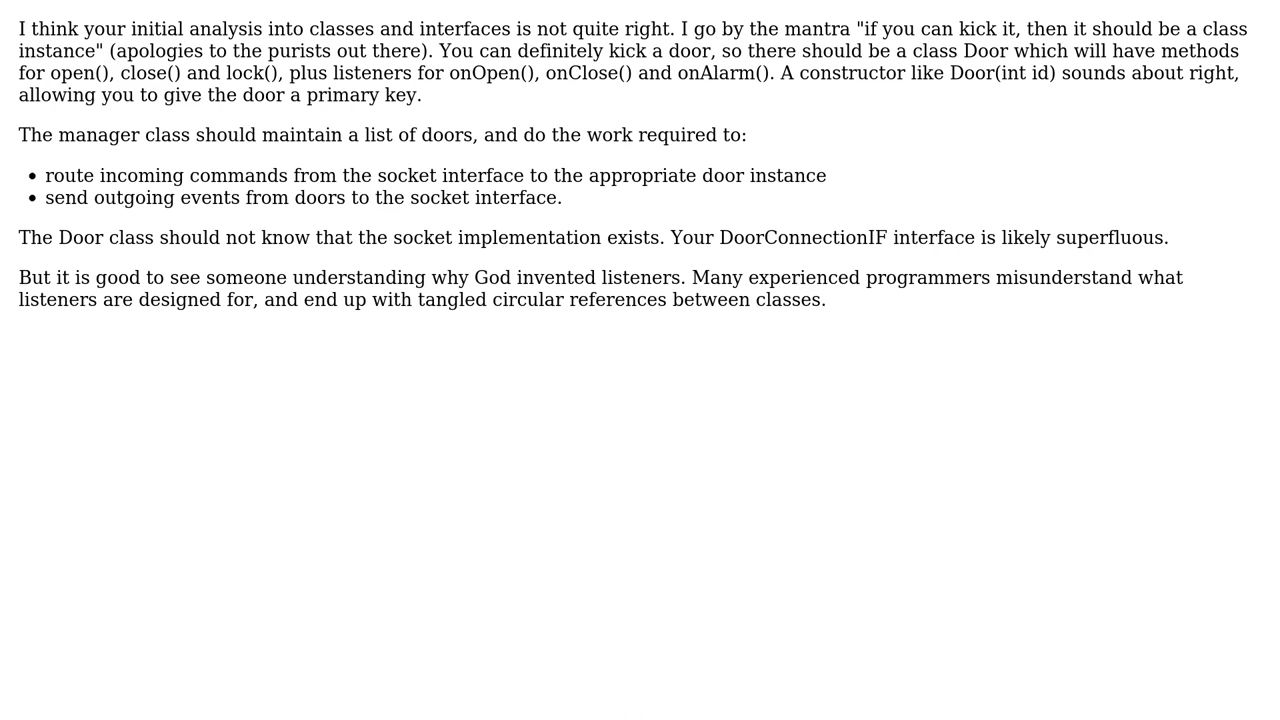 I think your initial analysis into classes and interfaces is not quite right. I go by the mantra "if you can kick it, then it should be a class
instance" (apologies to the purists out there). You can definitely kick a door, so there should be a class Door which will have methods
for open(), close() and lock(), plus listeners for onOpen(), onClose() and onAlarm(). A constructor like Door(int id) sounds about right,
allowing you to give the door a primary key.
The manager class should maintain a list of doors, and do the work required to:
• route incoming commands from the socket interface to the appropriate door instance
• send outgoing events from doors to the socket interface.
The Door class should not know that the socket implementation exists. Your DoorConnectionIF interface is likely superfluous.
But it is good to see someone understanding why God invented listeners. Many experienced programmers misunderstand what
listeners are designed for, and end up with tangled circular references between classes.